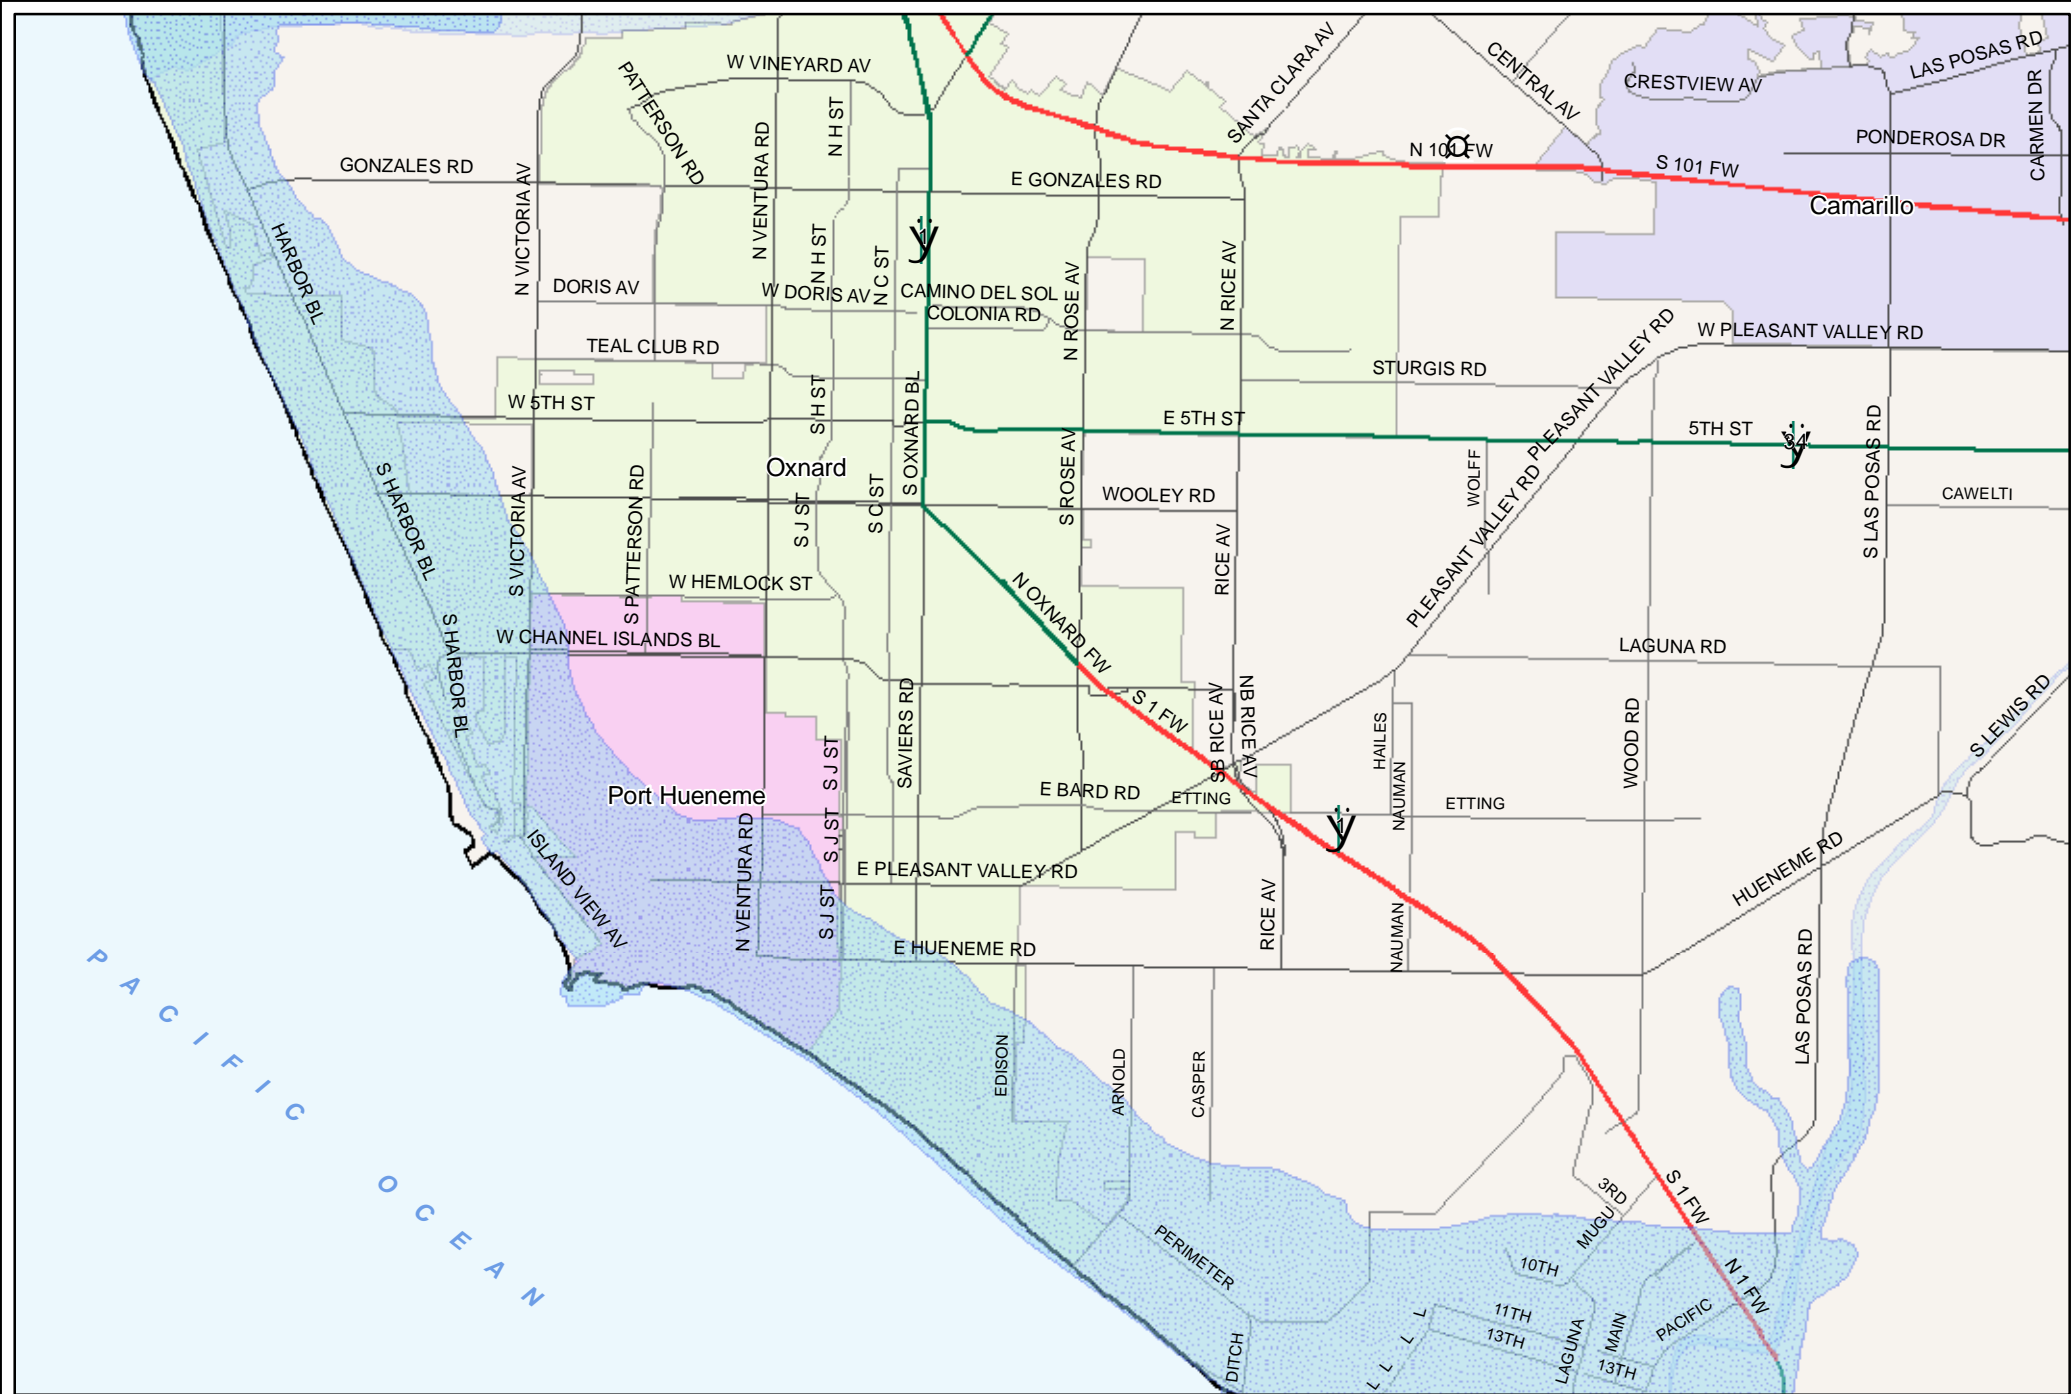 LAS POSAS RD
SANTA CLARA AV
CENTRAL AV
W VINEYARD AV
PATTERSON RD
CRESTVIEW AV
CARMEN DR
N H ST
N VENTURA RD
PONDEROSA DR
N 101 FW
S 101 FW
GONZALES RD
E GONZALES RD
Camarillo
N VICTORIA AV
HARBOR BL
N H ST
N C ST
1
N ROSE AV
N RICE AV
DORIS AV
W DORIS AV
CAMINO DEL SOL
COLONIA RD
W PLEASANT VALLEY RD
PLEASANT VALLEY RD
TEAL CLUB RD
STURGIS RD
S H ST
S OXNARD BL
W 5TH ST
E 5TH ST
5TH ST
34
S LAS POSAS RD
Oxnard
S HARBOR BL
S VICTORIA AV
S PATTERSON RD
S J ST
S C ST
S ROSE AV
WOOLEY RD
WOLFF
CAWELTI
RICE AV
PLEASANT VALLEY RD
W HEMLOCK ST
N OXNARD FW
S HARBOR BL
W CHANNEL ISLANDS BL
LAGUNA RD
SAVIERS RD
S 1 FW
SB RICE AV
NB RICE AV
HAILES
WOOD RD
S LEWIS RD
S J ST
Port Hueneme
E BARD RD
ETTING
NAUMAN
ETTING
1
S J ST
N VENTURA RD
ISLAND VIEW AV
E PLEASANT VALLEY RD
HUENEME RD
S J ST
RICE AV
NAUMAN
E HUENEME RD
LAS POSAS RD
PACIFIC
OCEAN
EDISON
ARNOLD
CASPER
3RD
MUGU
S 1 FW
PERIMETER
10TH
N 1 FW
11TH
13TH
L
L
L
L
LAGUNA
MAIN
PACIFIC
13TH
DITCH